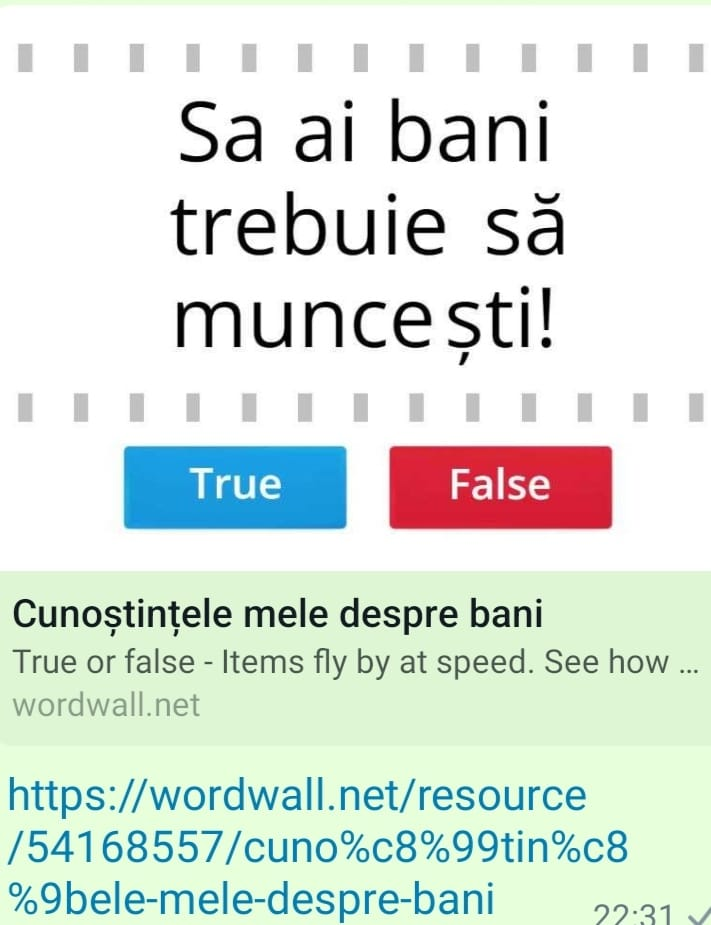 Sa ai bani
trebuie să
muncești!
True
False
Cunoștințele mele despre bani
True or false - Items fly by at speed. See how ...
wordwall.net
https://wordwall.net/resource
/54168557/cuno%c8%99tin%c8
%9bele-mele-despre-bani
22:31